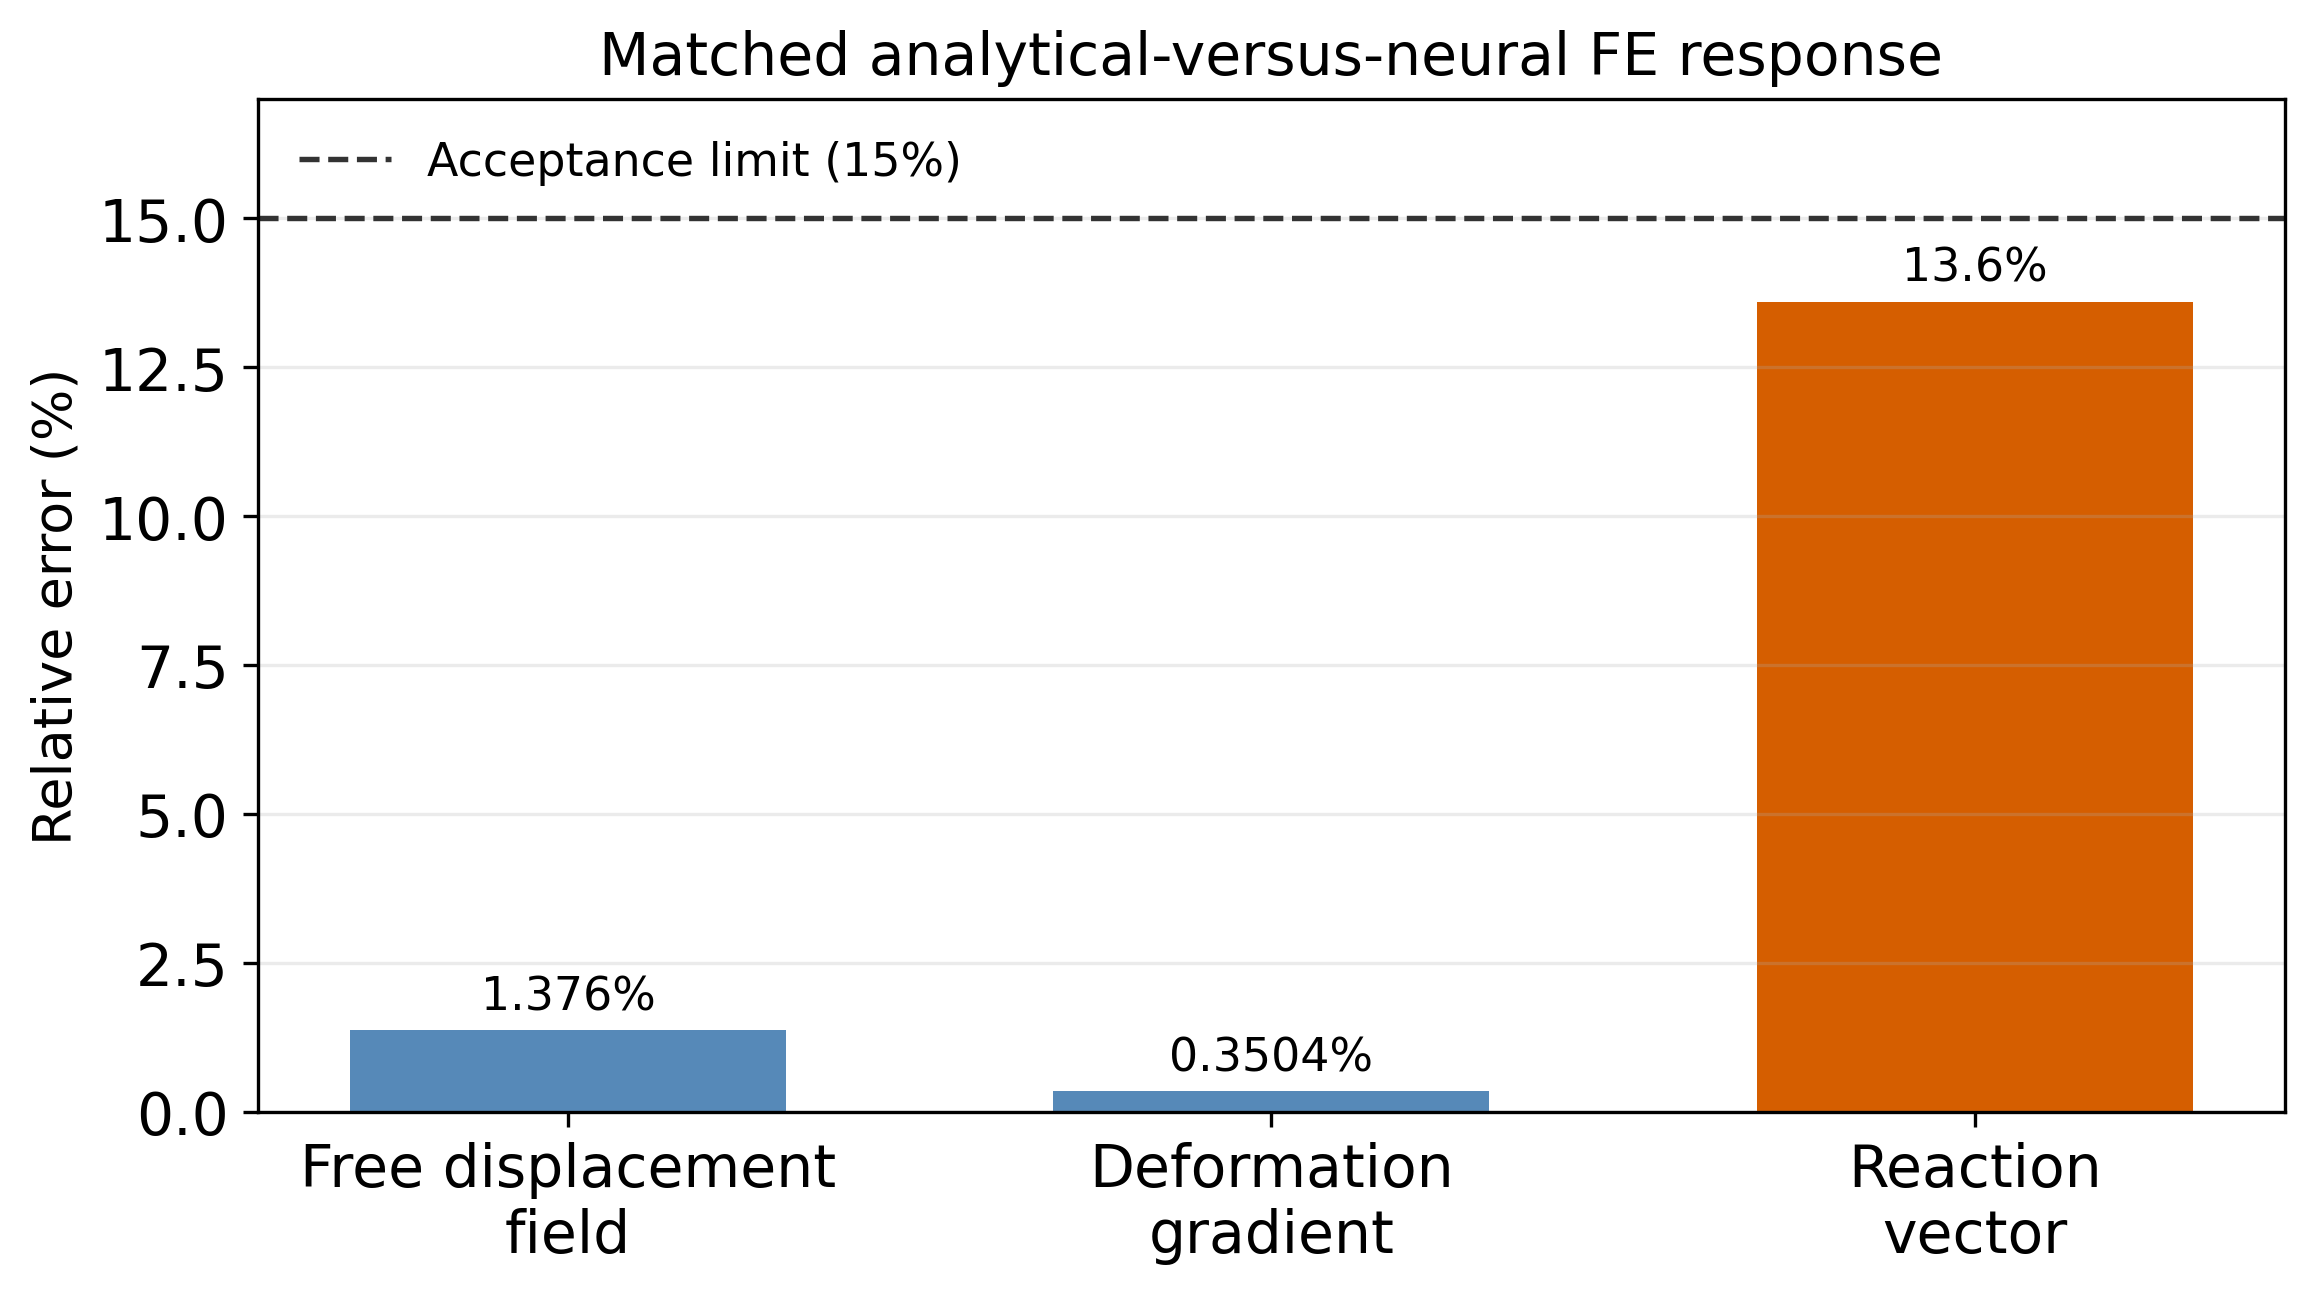 Matched analytical-versus-neural FE response
Acceptance limit (15%)
Relative error (%)
15.0
12.5
10.0
7.5
5.0
2.5
0.0
1.376%
0.3504%
13.6%
Free displacement
field
Deformation
gradient
Reaction
vector